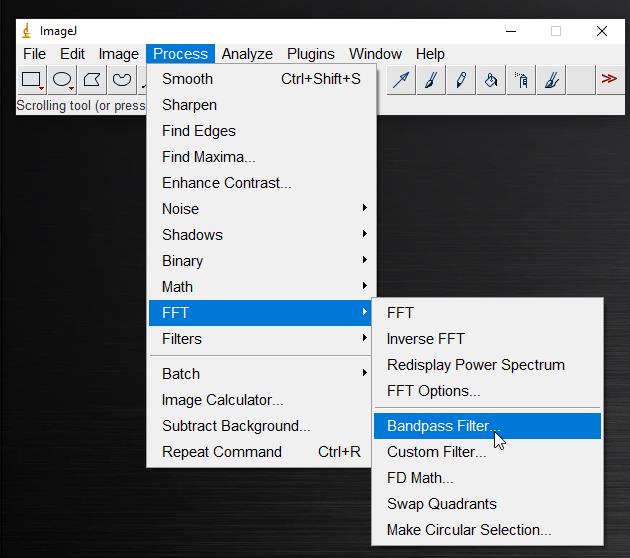 ImageJ
File Edit Image Process Analyze Plugins Window Help
Scrolling tool (or press
Smooth Ctrl+Shift+S
Sharpen
Find Edges
Find Maxima...
Enhance Contrast...
Noise
Shadows
Binary
Math
FFT
Filters
Batch
Image Calculator...
Subtract Background...
Repeat Command Ctrl+R
FFT
Inverse FFT
Redisplay Power Spectrum
FFT Options...
Bandpass Filter...
Custom Filter...
FD Math...
Swap Quadrants
Make Circular Selection...